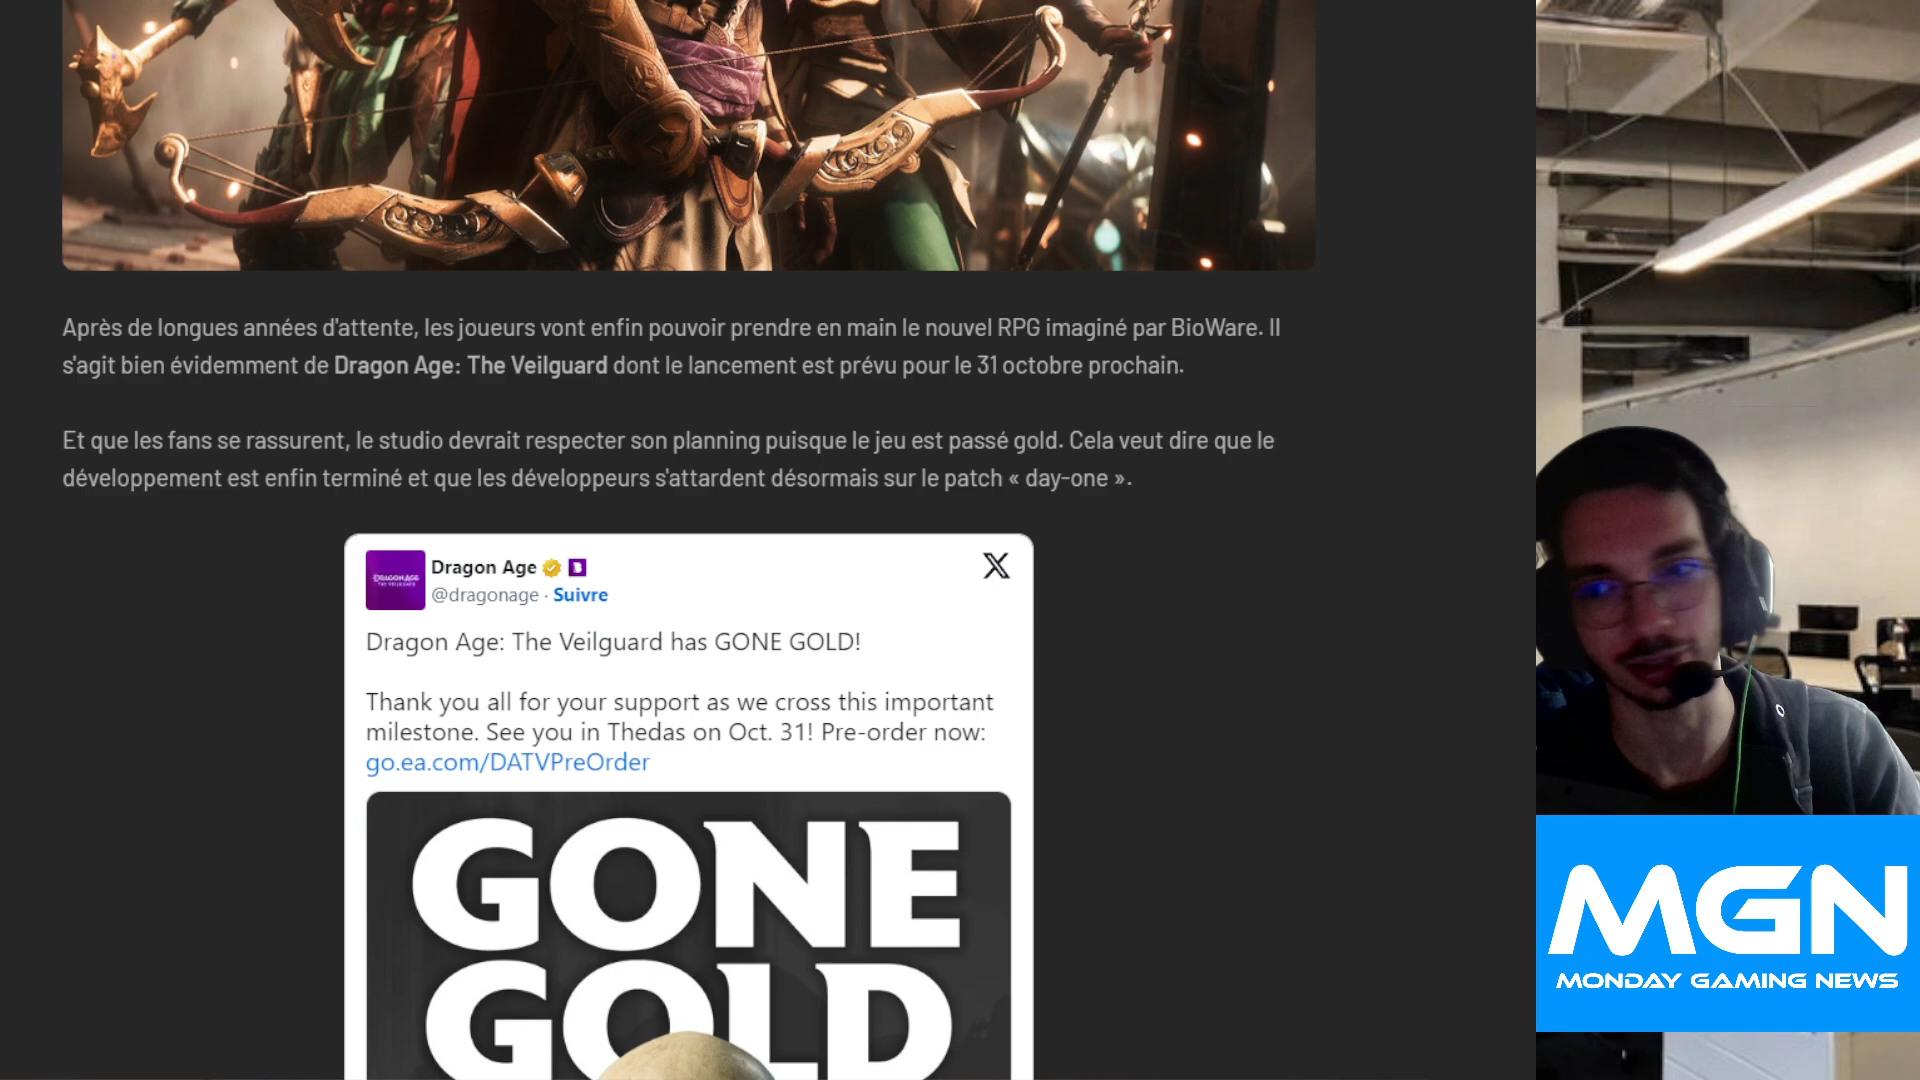 Après de longues années d'attente, les joueurs vont enfin pouvoir prendre en main le nouvel RPG imaginé par BioWare. Il
s'agit bien évidemment de Dragon Age: The Veilguard dont le lancement est prévu pour le 31 octobre prochain.
Et que les fans se rassurent, le studio devrait respecter son planning puisque le jeu est passé gold. Cela veut dire que le
développement est enfin terminé et que les développeurs s'attardent désormais sur le patch « day-one ».
DRAGON AGE
THE VEILGUARD
Dragon Age
@dragonage · Suivre
Dragon Age: The Veilguard has GONE GOLD!
Thank you all for your support as we cross this important
milestone. See you in Thedas on Oct. 31! Pre-order now:
go.ea.com/DATVPreOrder
GONE
GOLD
MGN
MONDAY GAMING NEWS